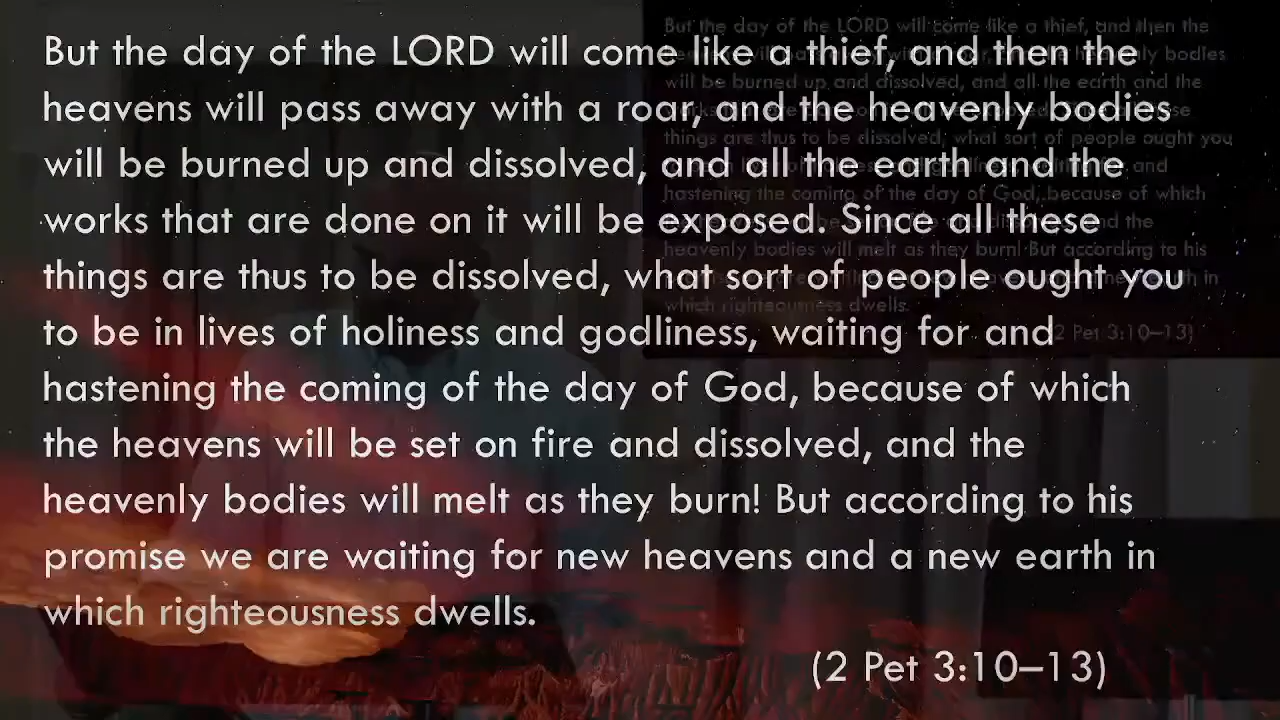 But the day of the LORD will come like a thief, and then the
heavens will pass away with a roar, and the heavenly bodies
will be burned up and dissolved, and all the earth and the
works that are done on it will be exposed. Since all these
things are thus to be dissolved, what sort of people ought you
to be in lives of holiness and godliness, waiting for and
hastening the coming of the day of God, because of which
the heavens will be set on fire and dissolved, and the
heavenly bodies will melt as they burn! But according to his
promise we are waiting for new heavens and a new earth in
which righteousness dwells.
(2 Pet 3:10–13)